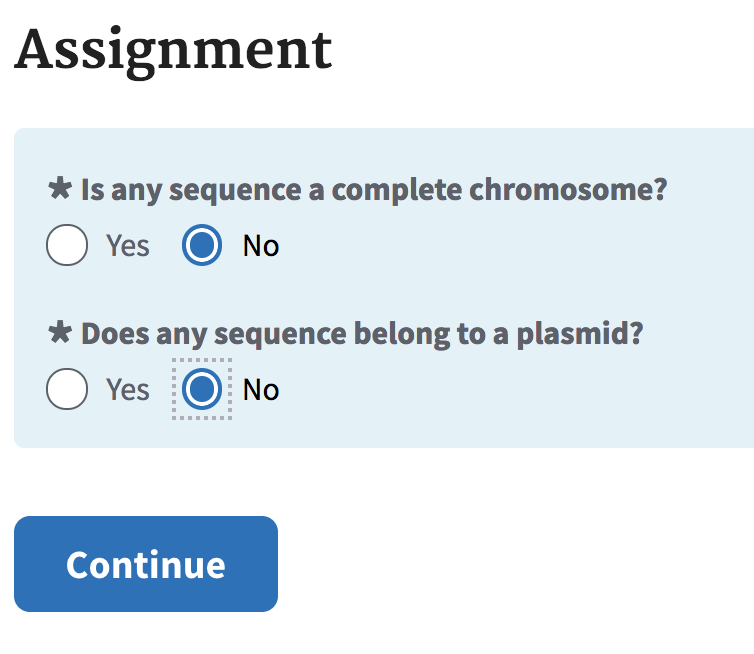 Assignment
* Is any sequence a complete chromosome?
Yes No
* Does any sequence belong to a plasmid?
Yes No
Continue